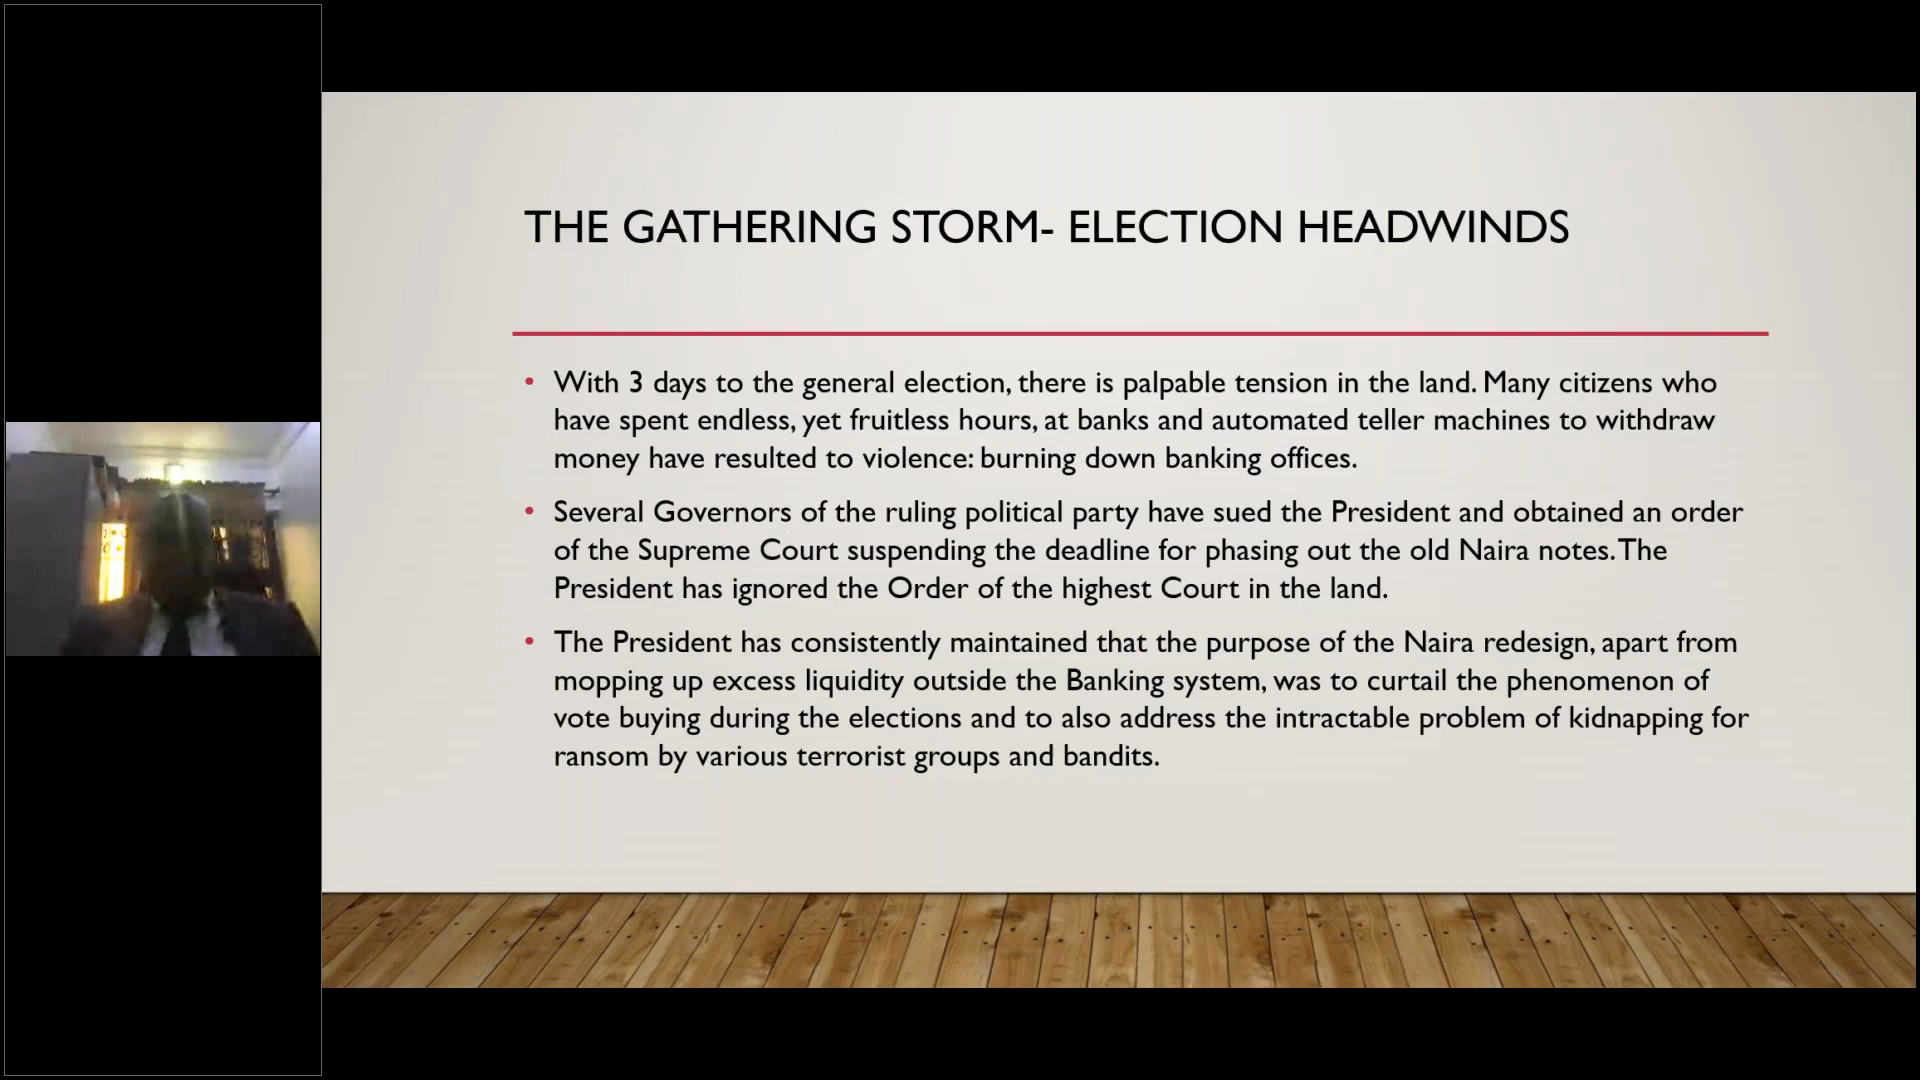 THE GATHERING STORM- ELECTION HEADWINDS
• With 3 days to the general election, there is palpable tension in the land. Many citizens who
have spent endless, yet fruitless hours, at banks and automated teller machines to withdraw
money have resulted to violence: burning down banking offices.
• Several Governors of the ruling political party have sued the President and obtained an order
of the Supreme Court suspending the deadline for phasing out the old Naira notes. The
President has ignored the Order of the highest Court in the land.
• The President has consistently maintained that the purpose of the Naira redesign, apart from
mopping up excess liquidity outside the Banking system, was to curtail the phenomenon of
vote buying during the elections and to also address the intractable problem of kidnapping for
ransom by various terrorist groups and bandits.